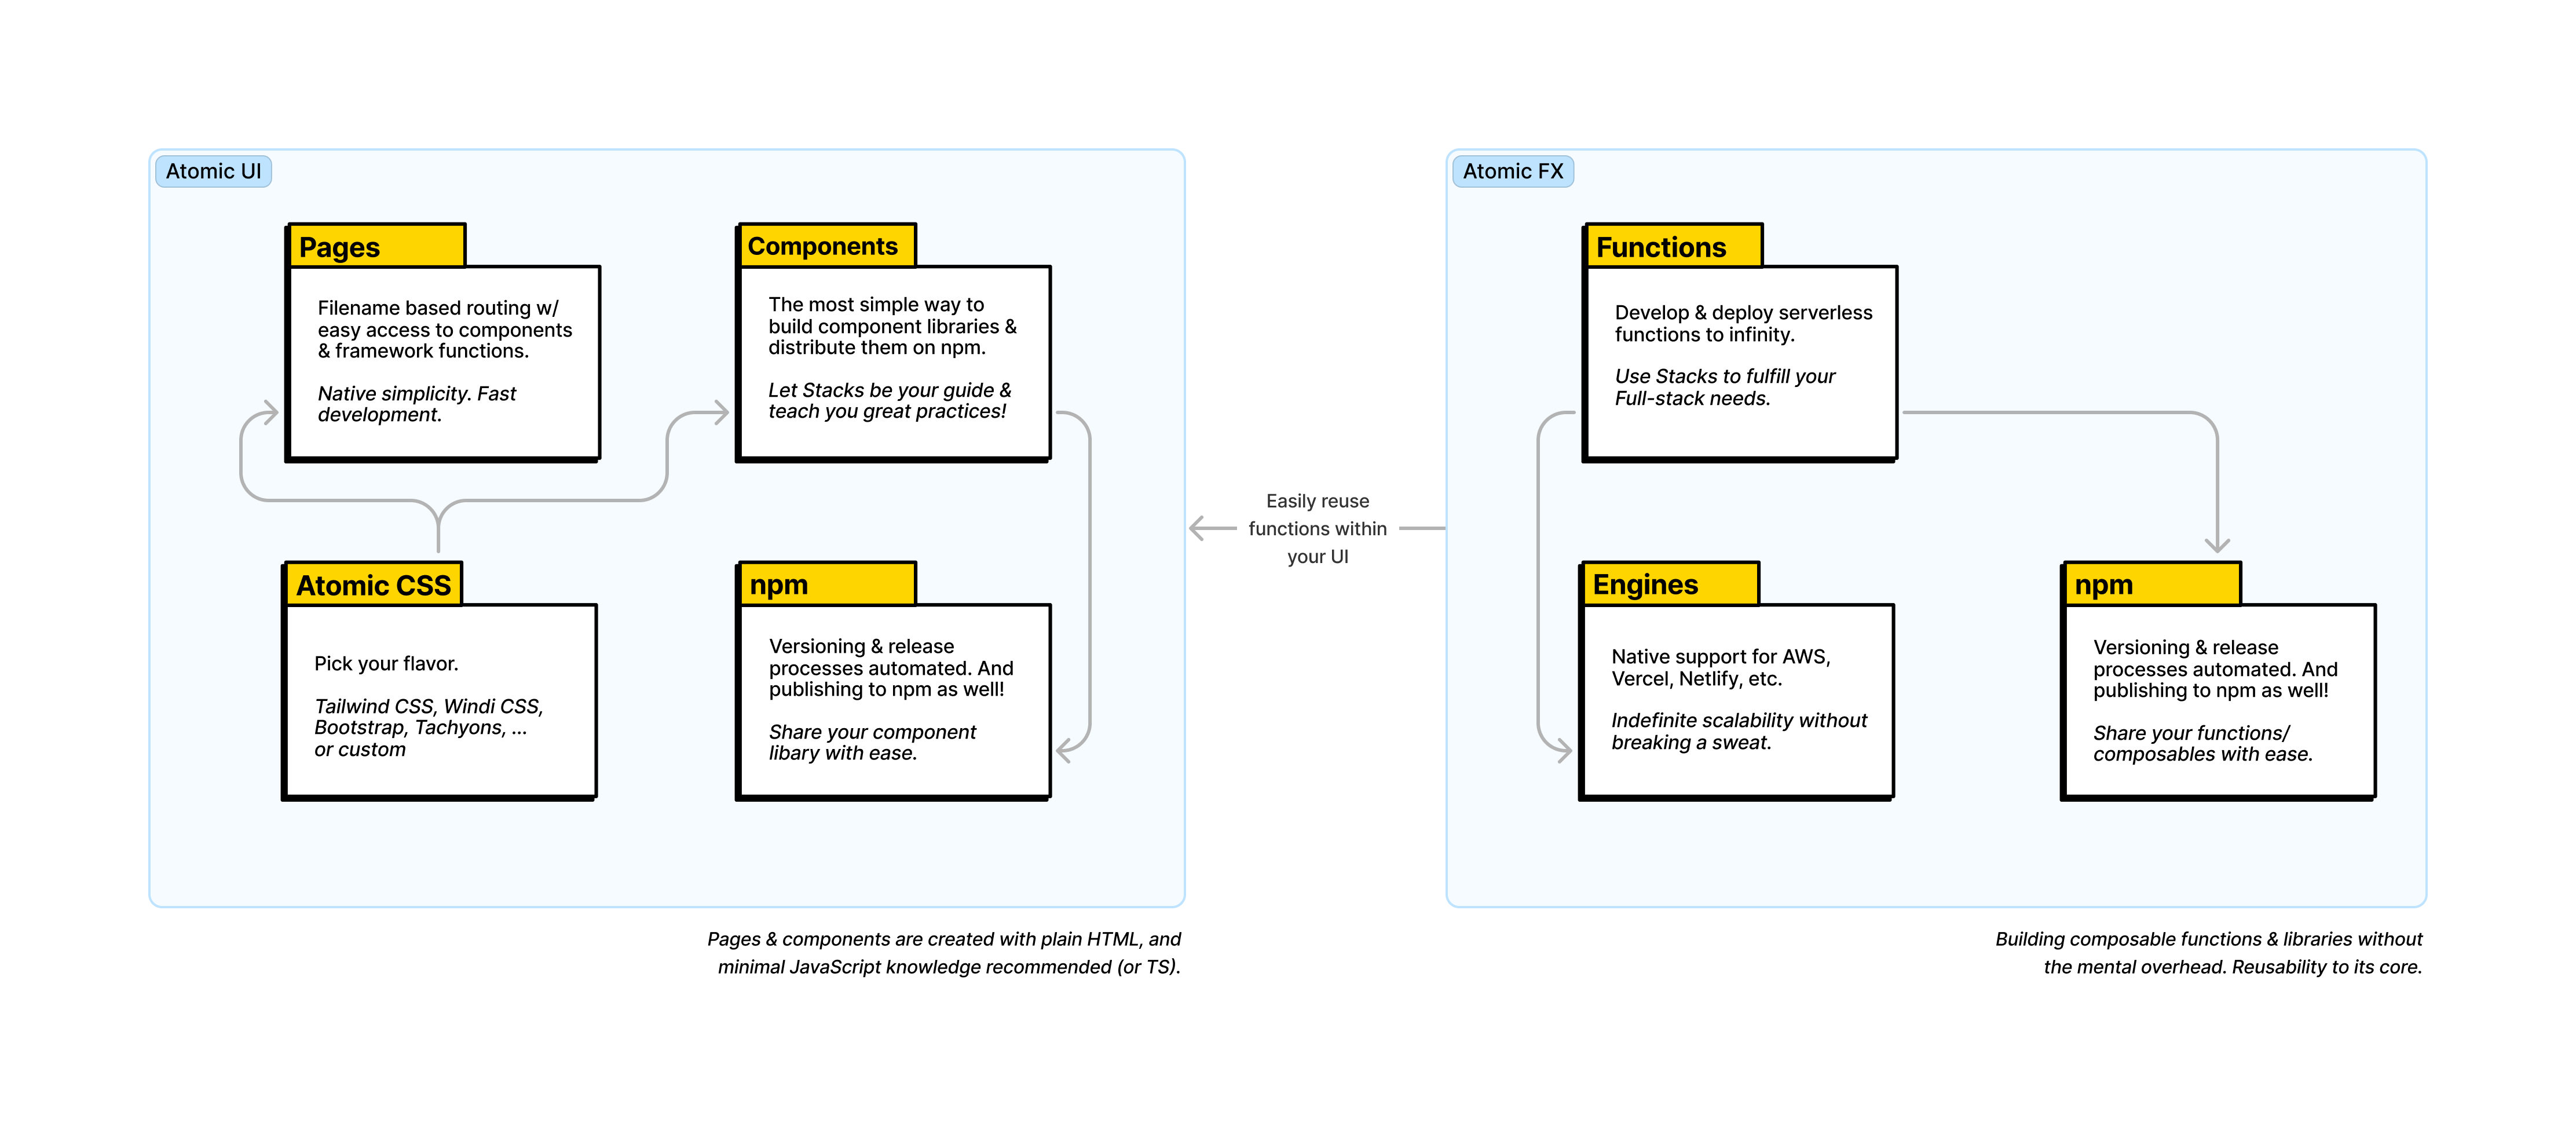 Atomic UI
Pages
Filename based routing w/
easy access to components
& framework functions.
Native simplicity. Fast
development.
Components
The most simple way to
build component libraries &
distribute them on npm.
Let Stacks be your guide &
teach you great practices!
Atomic CSS
Pick your flavor.
Tailwind CSS, Windi CSS,
Bootstrap, Tachyons, ...
or custom
npm
Versioning & release
processes automated. And
publishing to npm as well!
Share your component
libary with ease.
Pages & components are created with plain HTML, and
minimal JavaScript knowledge recommended (or TS).
Easily reuse
functions within
your UI
Atomic FX
Functions
Develop & deploy serverless
functions to infinity.
Use Stacks to fulfill your
Full-stack needs.
Engines
Native support for AWS,
Vercel, Netlify, etc.
Indefinite scalability without
breaking a sweat.
npm
Versioning & release
processes automated. And
publishing to npm as well!
Share your functions/
composables with ease.
Building composable functions & libraries without
the mental overhead. Reusability to its core.